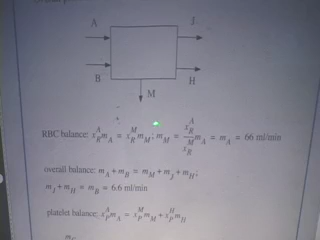 A
J
B
H
M
RBC balance: x_R^A m_A = x_R^M m_M; m_M = x_R^A / x_R^M m_A = m_A = 66 ml/min
overall balance: m_A + m_B = m_M + m_J + m_H;
m_J + m_H = m_B = 6.6 ml/min
platelet balance; x_P^A m_A = x_P^M m_M + x_P^H m_H